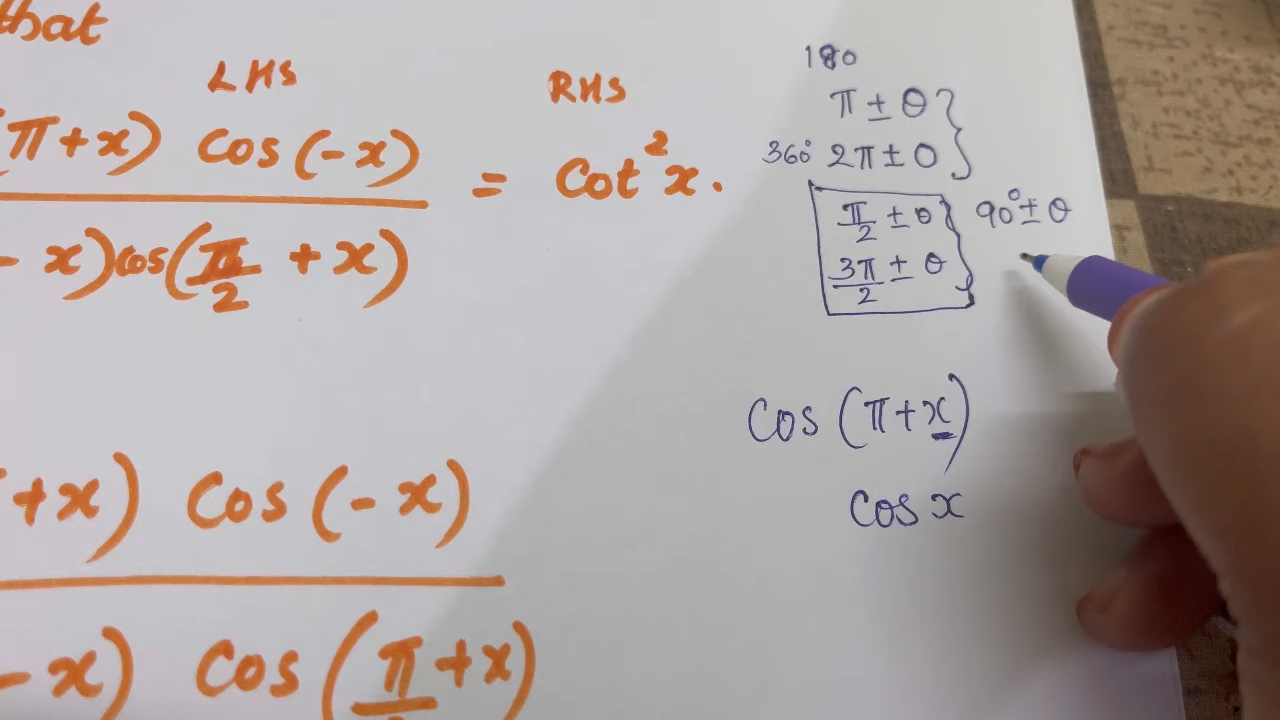 that
LHS
RHS
π+x) cos(-x)
= cot²x.
- x)cos(π/2 + x)
180
π ± θ
360° 2π ± θ
π/2 ± θ
90° ± θ
3π/2 ± θ
cos (π+x)
cos x
+x) cos(-x)
-x) cos(π/2 +x)